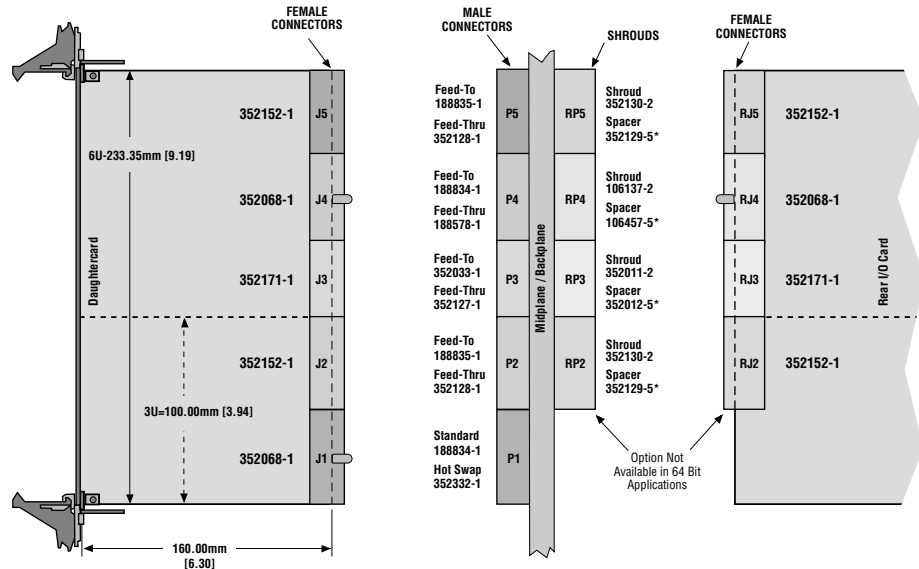 FEMALE
CONNECTORS
MALE
CONNECTORS
SHROUDS
FEMALE
CONNECTORS
352152-1
J5
6U-233.35mm [9.19]
352068-1
J4
Daughtercard
352171-1
J3
352152-1
J2
3U=100.00mm [3.94]
352068-1
J1
160.00mm
[6.30]
Feed-To
188835-1
Feed-Thru
352128-1
P5
RP5
Shroud
352130-2
Spacer
352129-5*
Feed-To
188834-1
Feed-Thru
188578-1
P4
RP4
Shroud
106137-2
Spacer
106457-5*
Feed-To
352033-1
Feed-Thru
352127-1
P3
RP3
Shroud
352011-2
Spacer
352012-5*
Midplane / Backplane
Feed-To
188835-1
Feed-Thru
352128-1
P2
RP2
Shroud
352130-2
Spacer
352129-5*
Standard
188834-1
Hot Swap
352332-1
P1
Option Not
Available in 64 Bit
Applications
RJ5
352152-1
RJ4
352068-1
RJ3
352171-1
Rear I/O Card
RJ2
352152-1